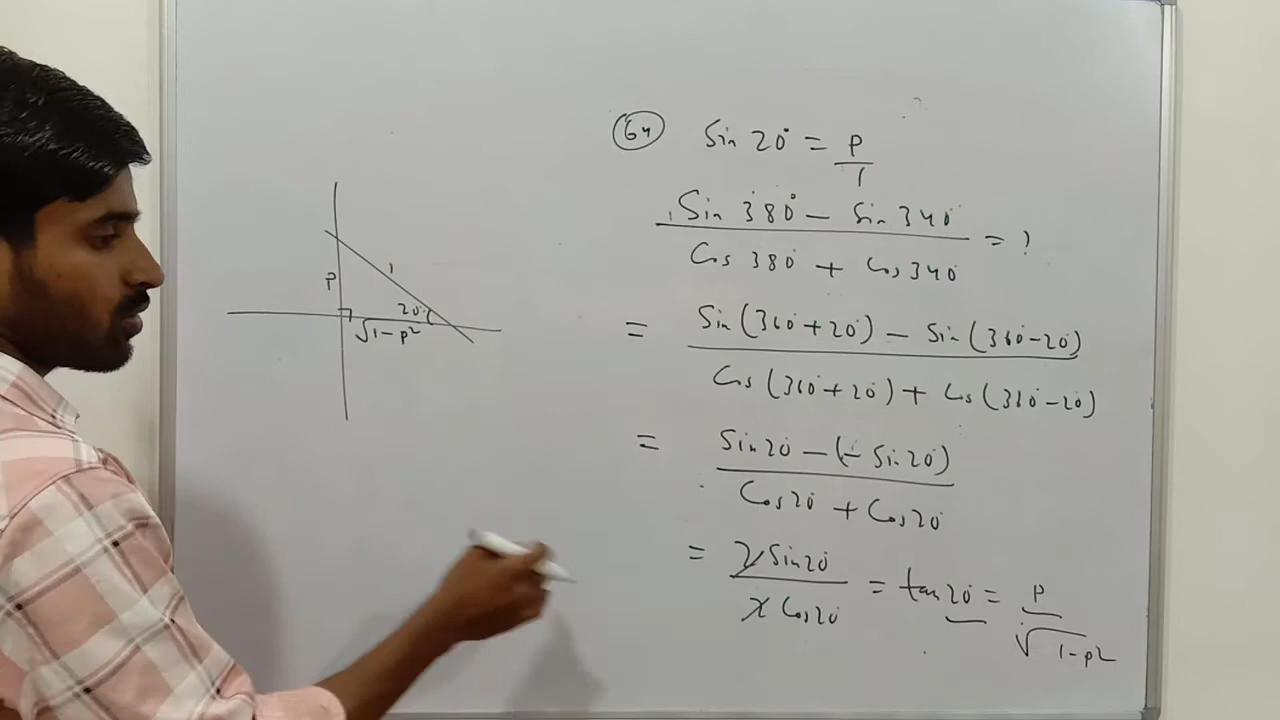 64 Sin 20° = P/1
Sin 380° - Sin 340° / Cos 380° + Cos 340° = ?
= Sin (360°+20°) - Sin (360°-20°) / Cos (360°+20°) + Cos (360°-20°)
= Sin 20° - (- Sin 20°) / Cos 20° + Cos 20°
= 2 Sin 20° / 2 Cos 20° = tan 20° = P / √1-p²
P
1
20°
√1-p²